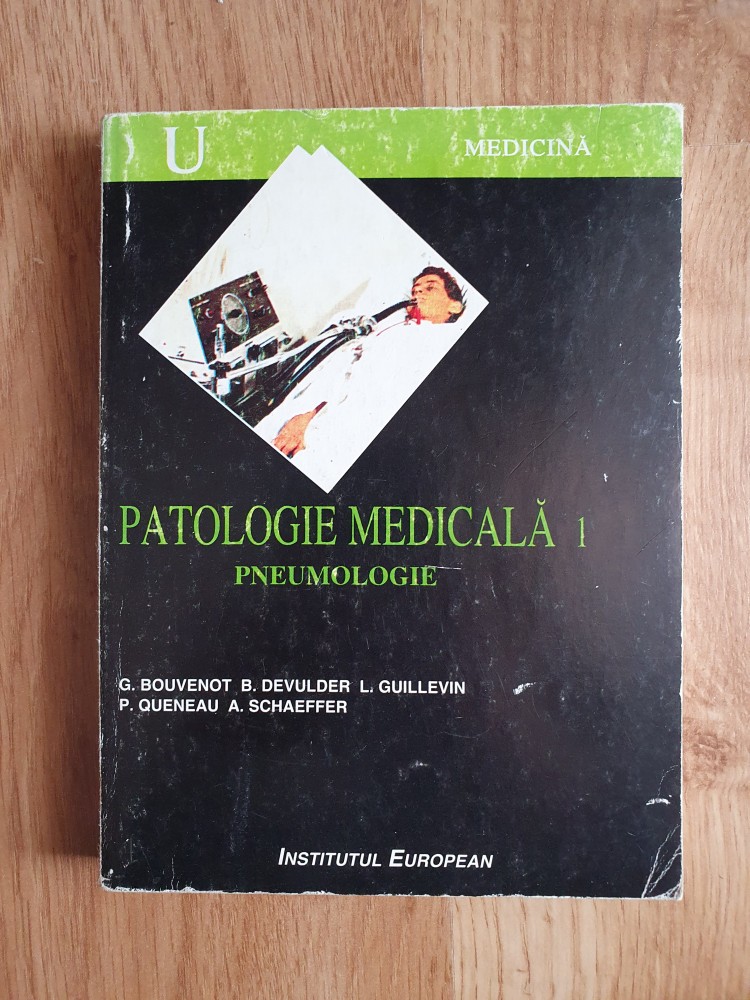 U MEDICINĂ
PATOLOGIE MEDICALĂ 1
PNEUMOLOGIE
G. BOUVENOT B. DEVULDER L. GUILLEVIN
P. QUENEAU A. SCHAEFFER
INSTITUTUL EUROPEAN